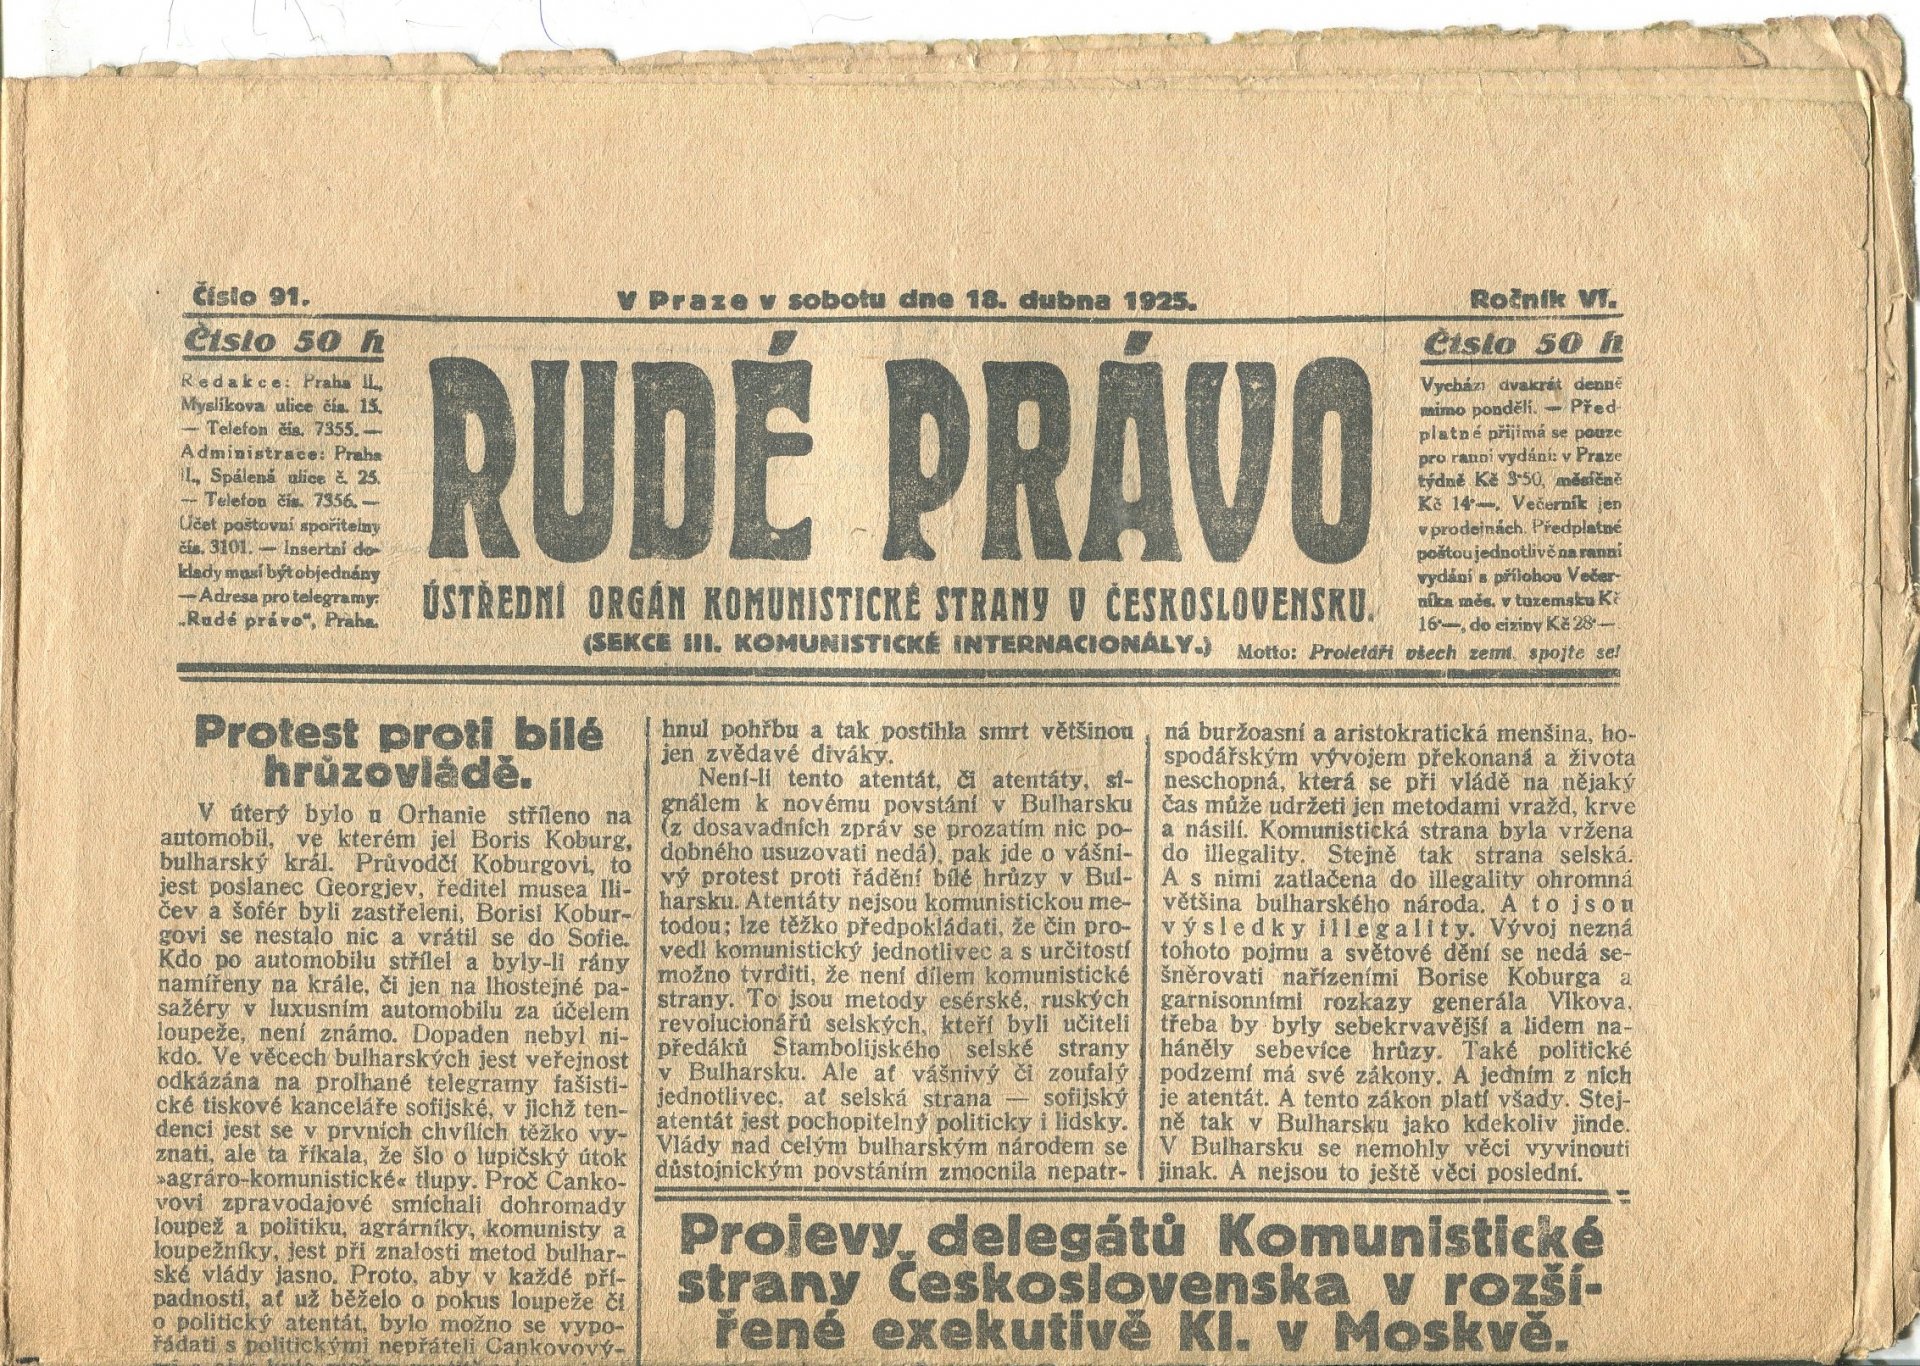 Číslo 91.
V Praze v sobotu dne 18. dubna 1925.
Ročník VI.
Číslo 50 h
Redakce: Praha II.,
Myslíkova ulice čís. 15.
— Telefon čís. 7355. —
Administrace: Praha
II., Spálená ulice č. 25.
— Telefon čís. 7356. —
Účet poštovní spořitelny
čís. 3101. — Insertní do-
klady musí být objednány
— Adresa pro telegramy:
„Rudé právo", Praha.
RUDÉ PRÁVO
ÚSTŘEDNÍ ORGÁN KOMUNISTICKÉ STRANY V ČESKOSLOVENSKU.
(SEKCE III. KOMUNISTICKÉ INTERNACIONÁLY.)
Motto: Proletáři všech zemí, spojte se!
Číslo 50 h
Vychází dvakrát denně
mimo pondělí. — Před-
platné přijímá se pouze
pro ranní vydání: v Praze
týdně Kč 3·50, měsíčně
Kč 14·—, Večerník jen
v prodejnách. Předplatné
poštou jednotlivě na ranní
vydání s přílohou Večer-
níka měs. v tuzemsku Kč
16·—, do ciziny Kč 28·—.
Protest proti bílé
hrůzovládě.
V úterý bylo u Orhanie stříleno na
automobil, ve kterém jel Boris Koburg,
bulharský král. Průvodčí Koburgovi, to
jest poslanec Georgjev, ředitel musea Ili-
čev a šofér byli zastřeleni, Borisi Kobur-
govi se nestalo nic a vrátil se do Sofie.
Kdo po automobilu střílel a byly-li rány
namířeny na krále, či jen na lhostejné pa-
sažéry v luxusním automobilu za účelem
loupeže, není známo. Dopaden nebyl ni-
kdo. Ve věcech bulharských jest veřejnost
odkázána na prolhané telegramy fašisti-
cké tiskové kanceláře sofijské, v jichž ten-
denci jest se v prvních chvílích těžko vy-
znati, ale ta říkala, že šlo o lupičský útok
»agráro-komunistické« tlupy. Proč Canko-
vovi zpravodajové smíchali dohromady
loupež a politiku, agrárníky, komunisty a
loupežníky, jest při znalosti metod bulhar-
ské vlády jasno. Proto, aby v každé pří-
padnosti, ať už běželo o pokus loupeže či
o politický atentát, bylo možno se vypo-
řádati s politickými nepřáteli Cankovový-
hnul pohřbu a tak postihla smrt většinou
jen zvědavé diváky.
Není-li tento atentát, či atentáty, si-
gnálem k novému povstání v Bulharsku
(z dosavadních zpráv se prozatím nic po-
dobného usuzovati nedá), pak jde o vášni-
vý protest proti řádění bílé hrůzy v Bul-
harsku. Atentáty nejsou komunistickou me-
todou; lze těžko předpokládati, že čin pro-
vedl komunistický jednotlivec a s určitostí
možno tvrditi, že není dílem komunistické
strany. To jsou metody esérské, ruských
revolucionářů selských, kteří byli učiteli
předáků Stambolijského selské strany
v Bulharsku. Ale ať vášnivý či zoufalý
jednotlivec, ať selská strana — sofijský
atentát jest pochopitelný politicky i lidsky.
Vlády nad celým bulharským národem se
důstojnickým povstáním zmocnila nepatr-
ná buržoasní a aristokratická menšina, ho-
spodářským vývojem překonaná a života
neschopná, která se při vládě na nějaký
čas může udržeti jen metodami vražd, krve
a násilí. Komunistická strana byla vržena
do illegality. Stejně tak strana selská.
A s nimi zatlačena do illegality ohromná
většina bulharského národa. A to jsou
výsledky illegality. Vývoj nezná
tohoto pojmu a světové dění se nedá se-
šněrovati nařízeními Borise Koburga a
garnisonními rozkazy generála Vlkova,
třeba by byly sebekrvavější a lidem na-
háněly sebevíce hrůzy. Také politické
podzemí má své zákony. A jedním z nich
je atentát. A tento zákon platí všady. Stej-
ně tak v Bulharsku jako kdekoliv jinde.
V Bulharsku se nemohly věci vyvinouti
jinak. A nejsou to ještě věci poslední.
Projevy delegátů Komunistické
strany Československa v rozší-
řené exekutivě KI. v Moskvě.